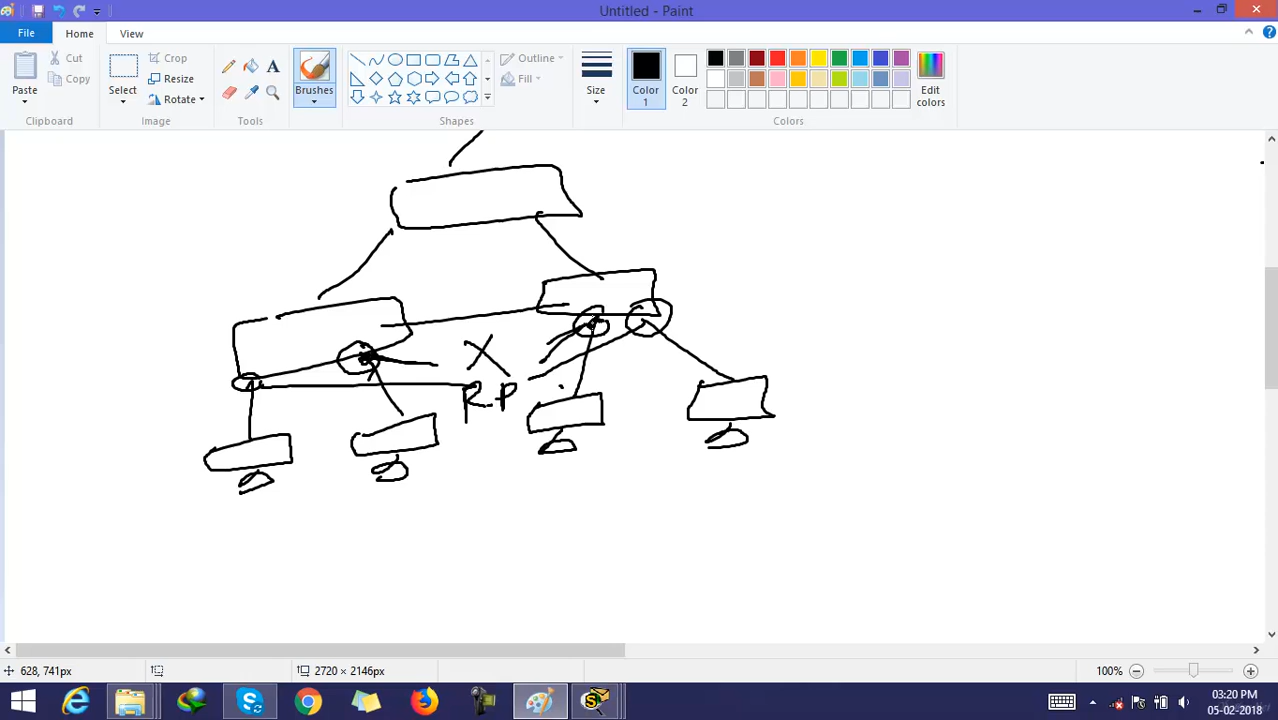 Untitled - Paint
File
Home
View
Paste
Cut
Copy
Clipboard
Select
Crop
Resize
Rotate
Image
Tools
Brushes
Shapes
Outline
Fill
Size
Color 1
Color 2
Edit colors
Colors
X
R.P
628, 741px
2720 × 2146px
100%
03:20 PM
05-02-2018